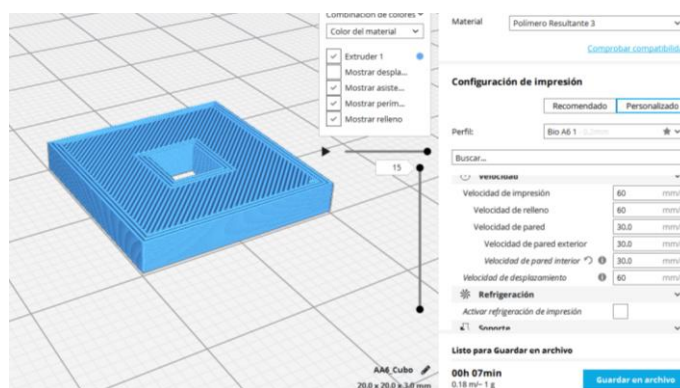 Combinación de colores
Color del material
Extruder 1
Mostrar despla...
Mostrar asiste...
Mostrar perím...
Mostrar relleno
15
AA6_Cubo
20.0 x 20.0 x 3.0 mm
Material
Polímero Resultante 3
Comprobar compatibilida
Configuración de impresión
Recomendado
Personalizado
Perfil:
Bio A6 1 0.2mm
Buscar...
Velocidad
Velocidad de impresión 60 mm/
Velocidad de relleno 60 mm/
Velocidad de pared 30.0 mm/
Velocidad de pared exterior 30.0 mm/
Velocidad de pared interior 30.0 mm/
Velocidad de desplazamiento 60 mm/
Refrigeración
Activar refrigeración de impresión
Soporte
Listo para Guardar en archivo
00h 07min
0.18 m/~ 1 g
Guardar en archivo